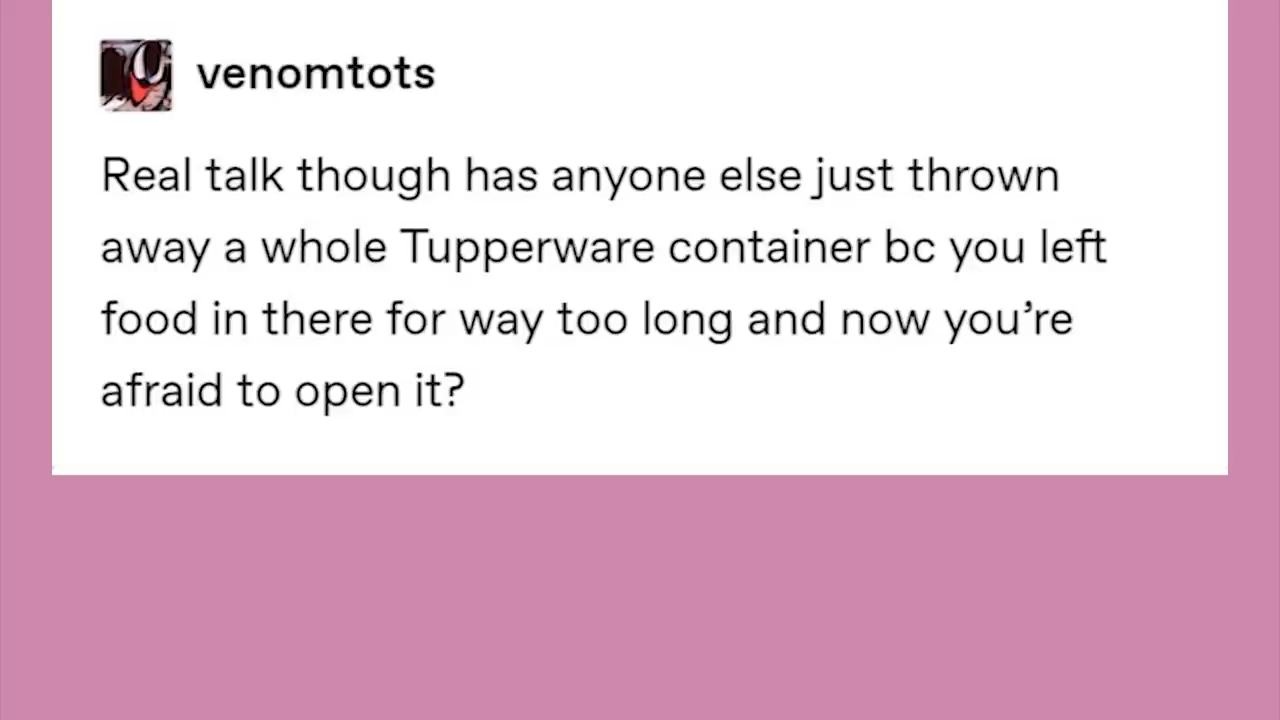 venomtots
Real talk though has anyone else just thrown
away a whole Tupperware container bc you left
food in there for way too long and now you’re
afraid to open it?